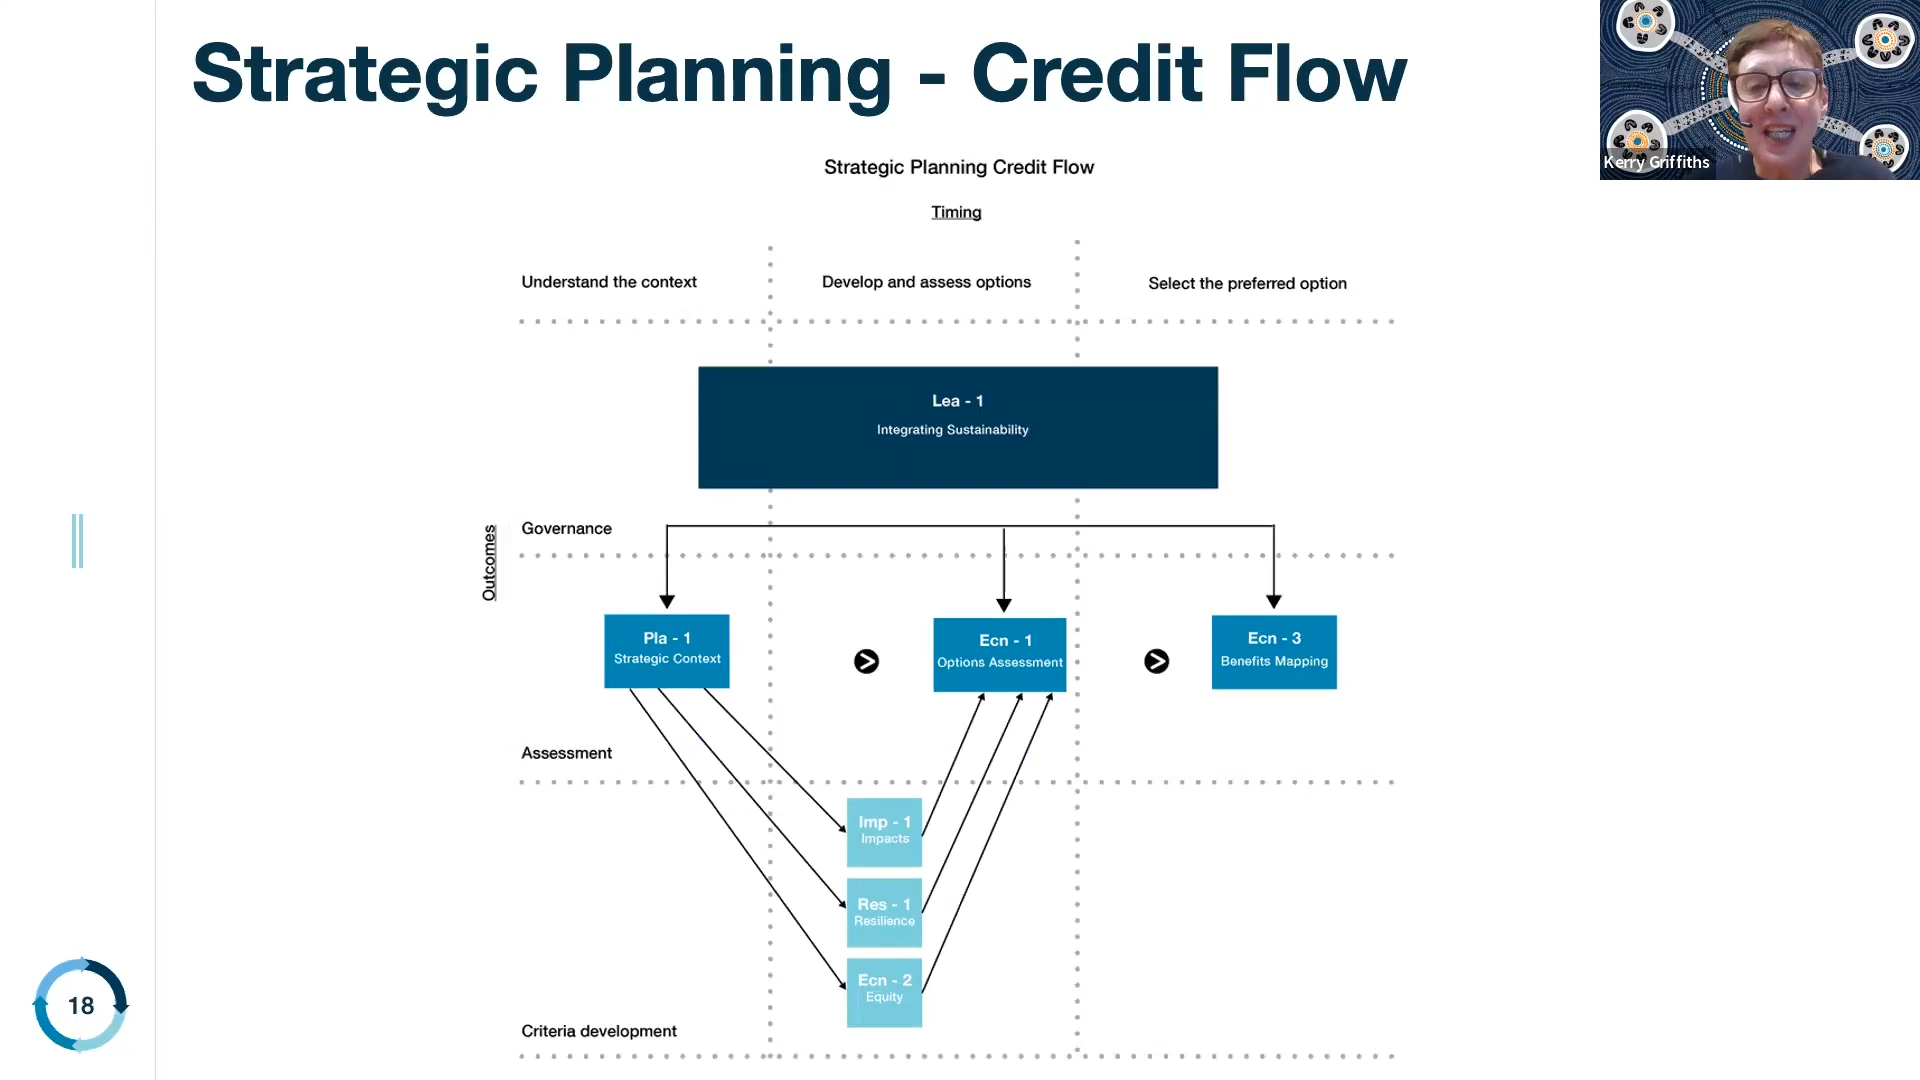 Strategic Planning - Credit Flow
Kerry Griffiths
Strategic Planning Credit Flow
Timing
Understand the context
Develop and assess options
Select the preferred option
Lea - 1
Integrating Sustainability
Outcomes
Governance
Pla - 1
Strategic Context
Ecn - 1
Options Assessment
Ecn - 3
Benefits Mapping
Assessment
Imp - 1
Impacts
Res - 1
Resilience
Ecn - 2
Equity
Criteria development
18